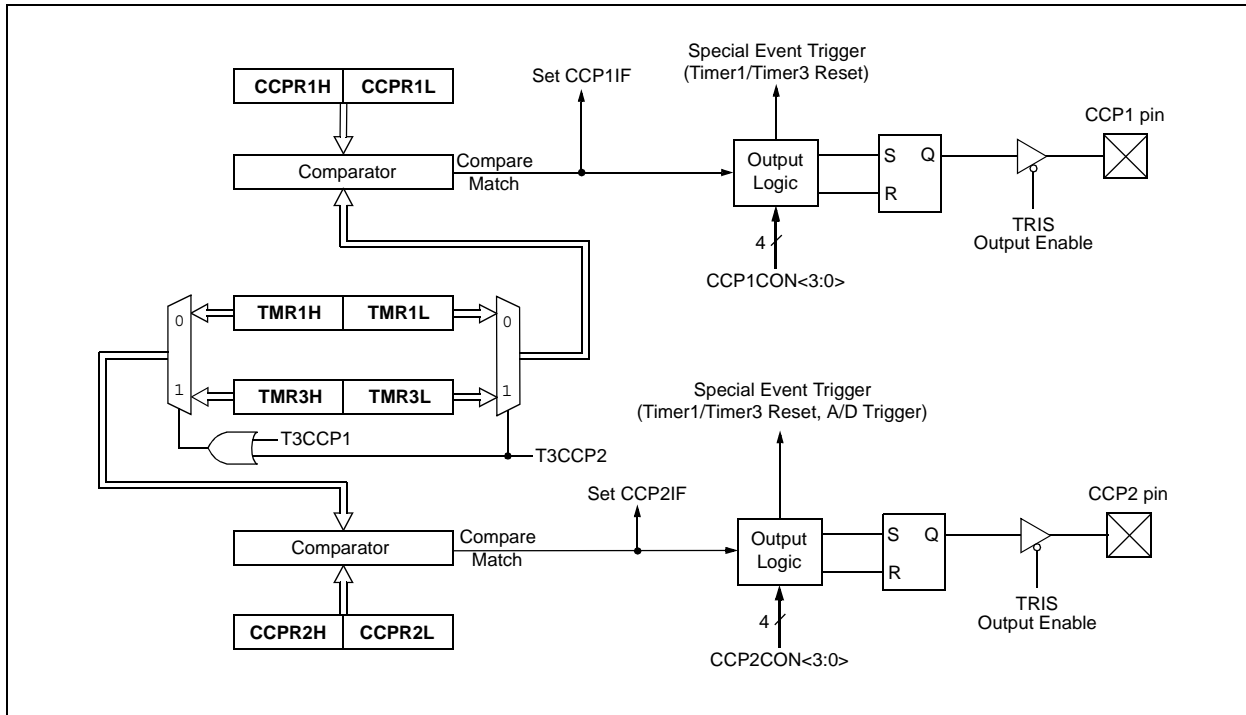 Special Event Trigger
(Timer1/Timer3 Reset)
Set CCP1IF
CCPR1H CCPR1L
CCP1 pin
Comparator
Compare
Match
Output
Logic
S Q
R
TRIS
Output Enable
4
CCP1CON<3:0>
0 TMR1H TMR1L 0
1 TMR3H TMR3L 1
T3CCP1
T3CCP2
Special Event Trigger
(Timer1/Timer3 Reset, A/D Trigger)
Set CCP2IF
CCP2 pin
Comparator
Compare
Match
Output
Logic
S Q
R
TRIS
Output Enable
CCPR2H CCPR2L
4
CCP2CON<3:0>